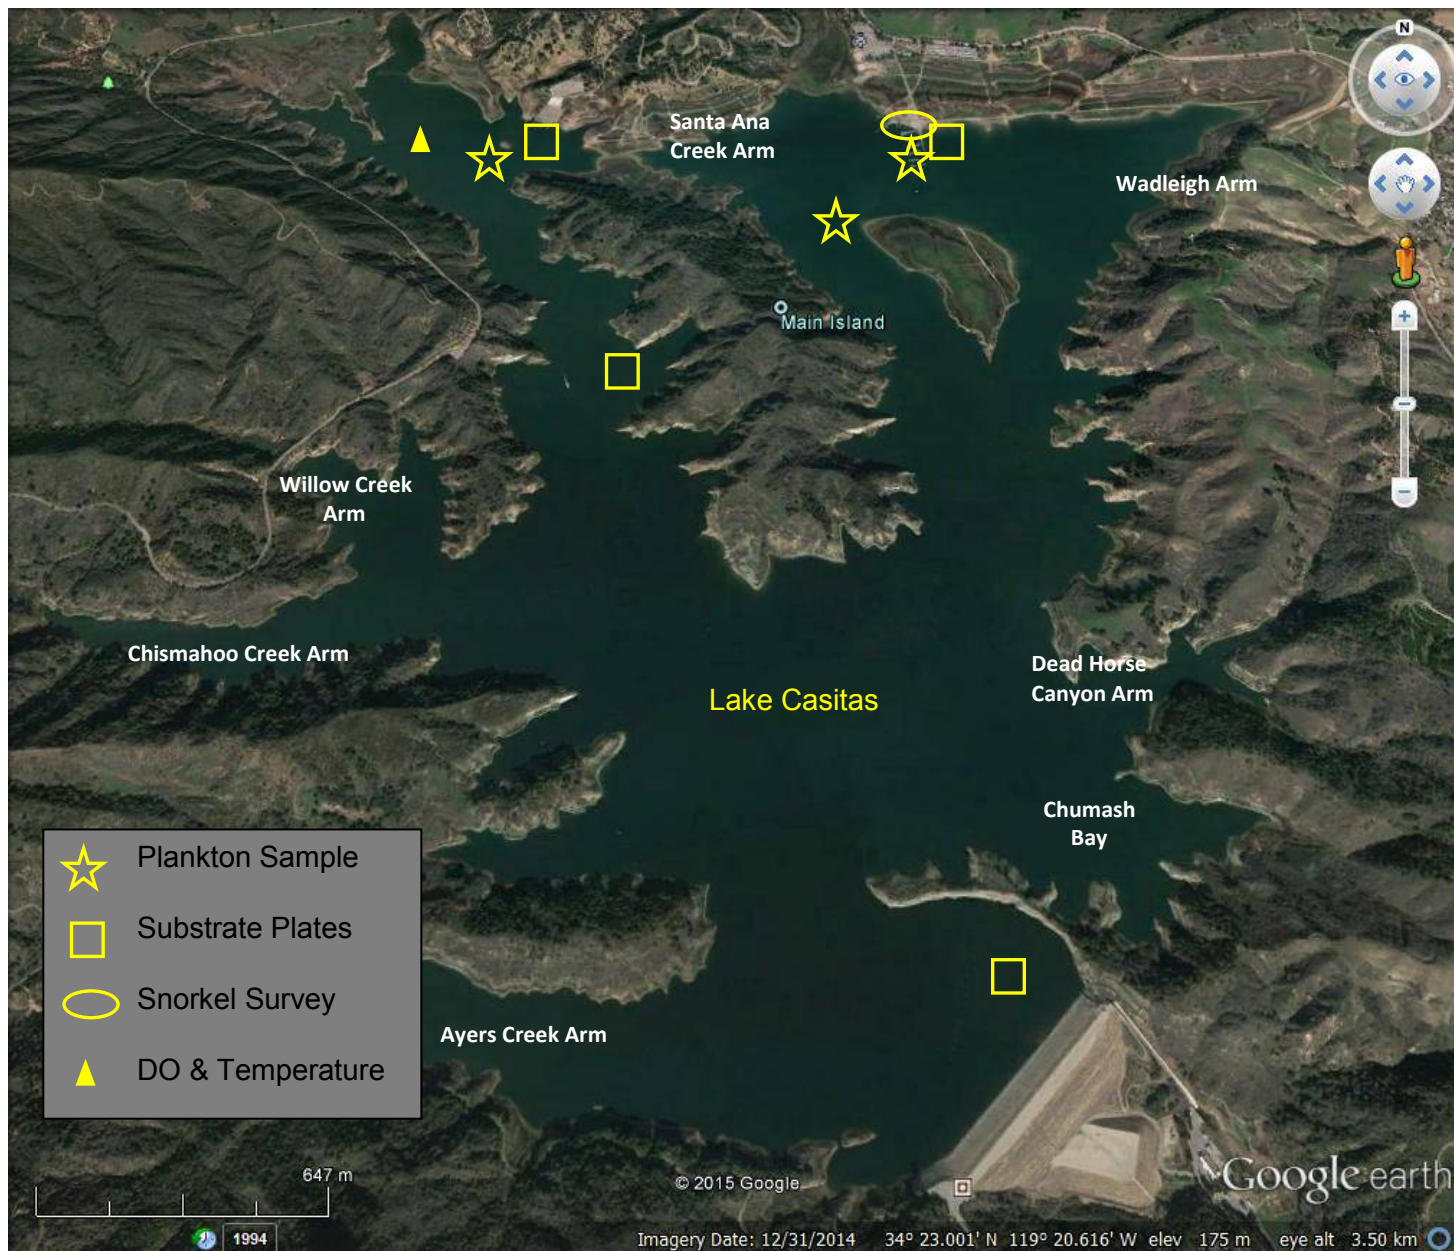 N
Santa Ana
Creek Arm
Wadleigh Arm
Main Island
Willow Creek
Arm
Chismahoo Creek Arm
Dead Horse
Canyon Arm
Lake Casitas
Chumash
Bay
Plankton Sample
Substrate Plates
Snorkel Survey
DO & Temperature
Ayers Creek Arm
647 m
© 2015 Google
Google earth
1994
Imagery Date: 12/31/2014 34° 23.001' N 119° 20.616' W elev 175 m eye alt 3.50 km